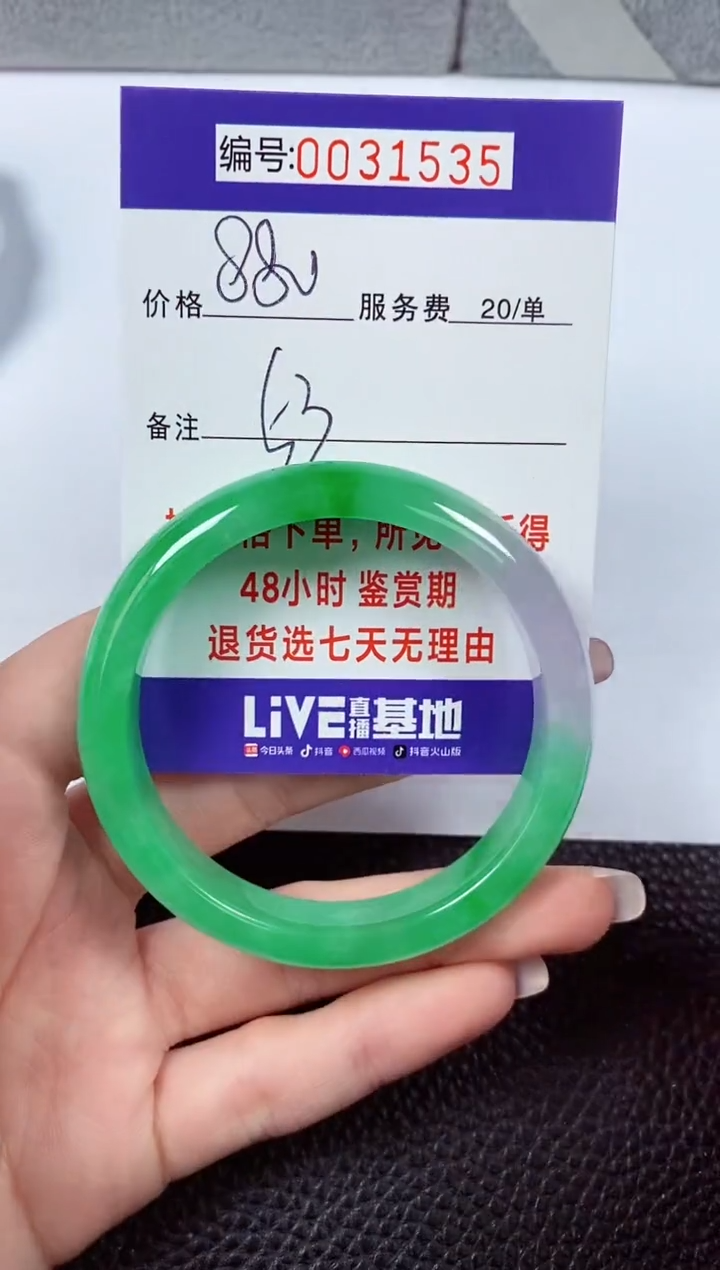 编号:0031535
价格 880 服务费 20/单
备注
下单,所见 所得
48小时 鉴赏期
退货选七天无理由
LIVE直播基地
今日头条 抖音 西瓜视频 抖音火山版